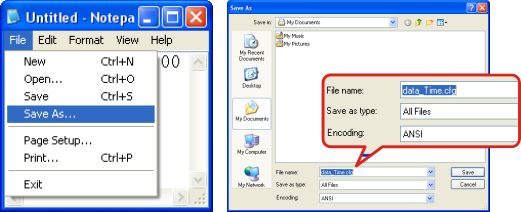 Untitled - Notepa
File Edit Format View Help
New Ctrl+N
Open... Ctrl+O
Save Ctrl+S
Save As...
Page Setup...
Print... Ctrl+P
Exit
00
Save As
Save in: My Documents
My Music
My Pictures
My Recent
Documents
Desktop
My Documents
My Computer
My Network
File name: data_Time.cfg
Save as type: All Files
Encoding: ANSI
File name: data_Time.cfg Save
Save as type: All Files Cancel
Encoding: ANSI